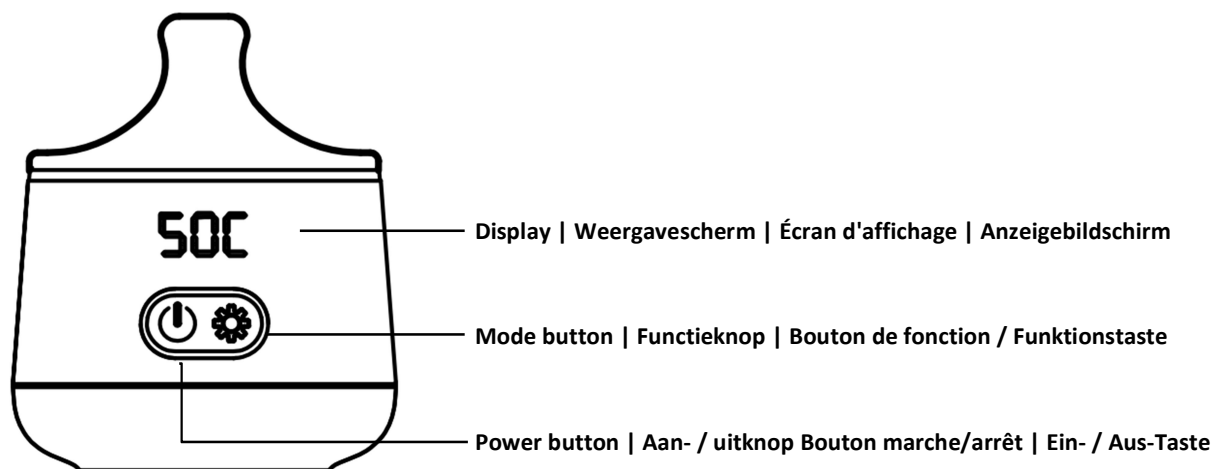 50C
Display | Weergavescherm | Écran d'affichage | Anzeigebildschirm
Mode button | Functieknop | Bouton de fonction / Funktionstaste
Power button | Aan- / uitknop Bouton marche/arrêt | Ein- / Aus-Taste